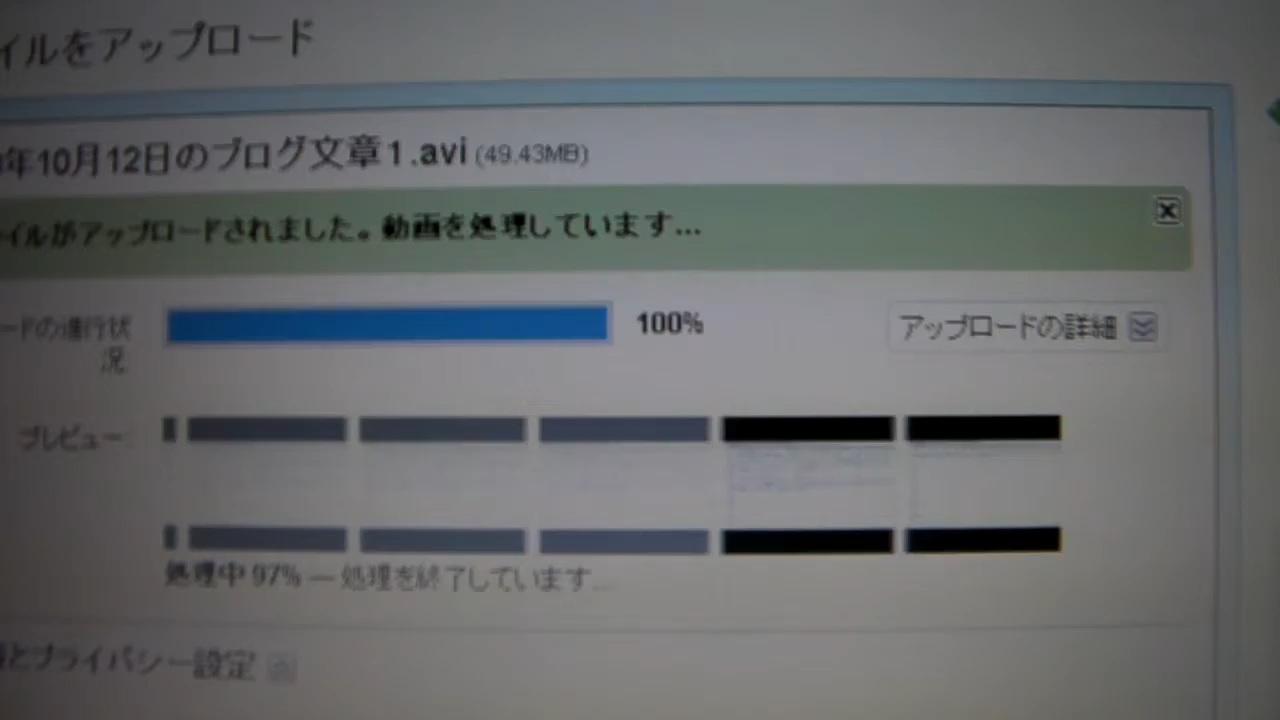 イルをアップロード
年10月12日のブログ文章1.avi (49.43MB)
イルがアップロードされました。動画を処理しています...
ードの進行状況
100%
アップロードの詳細
プレビュー
処理中 97% — 処理を終了しています...
とプライバシー設定